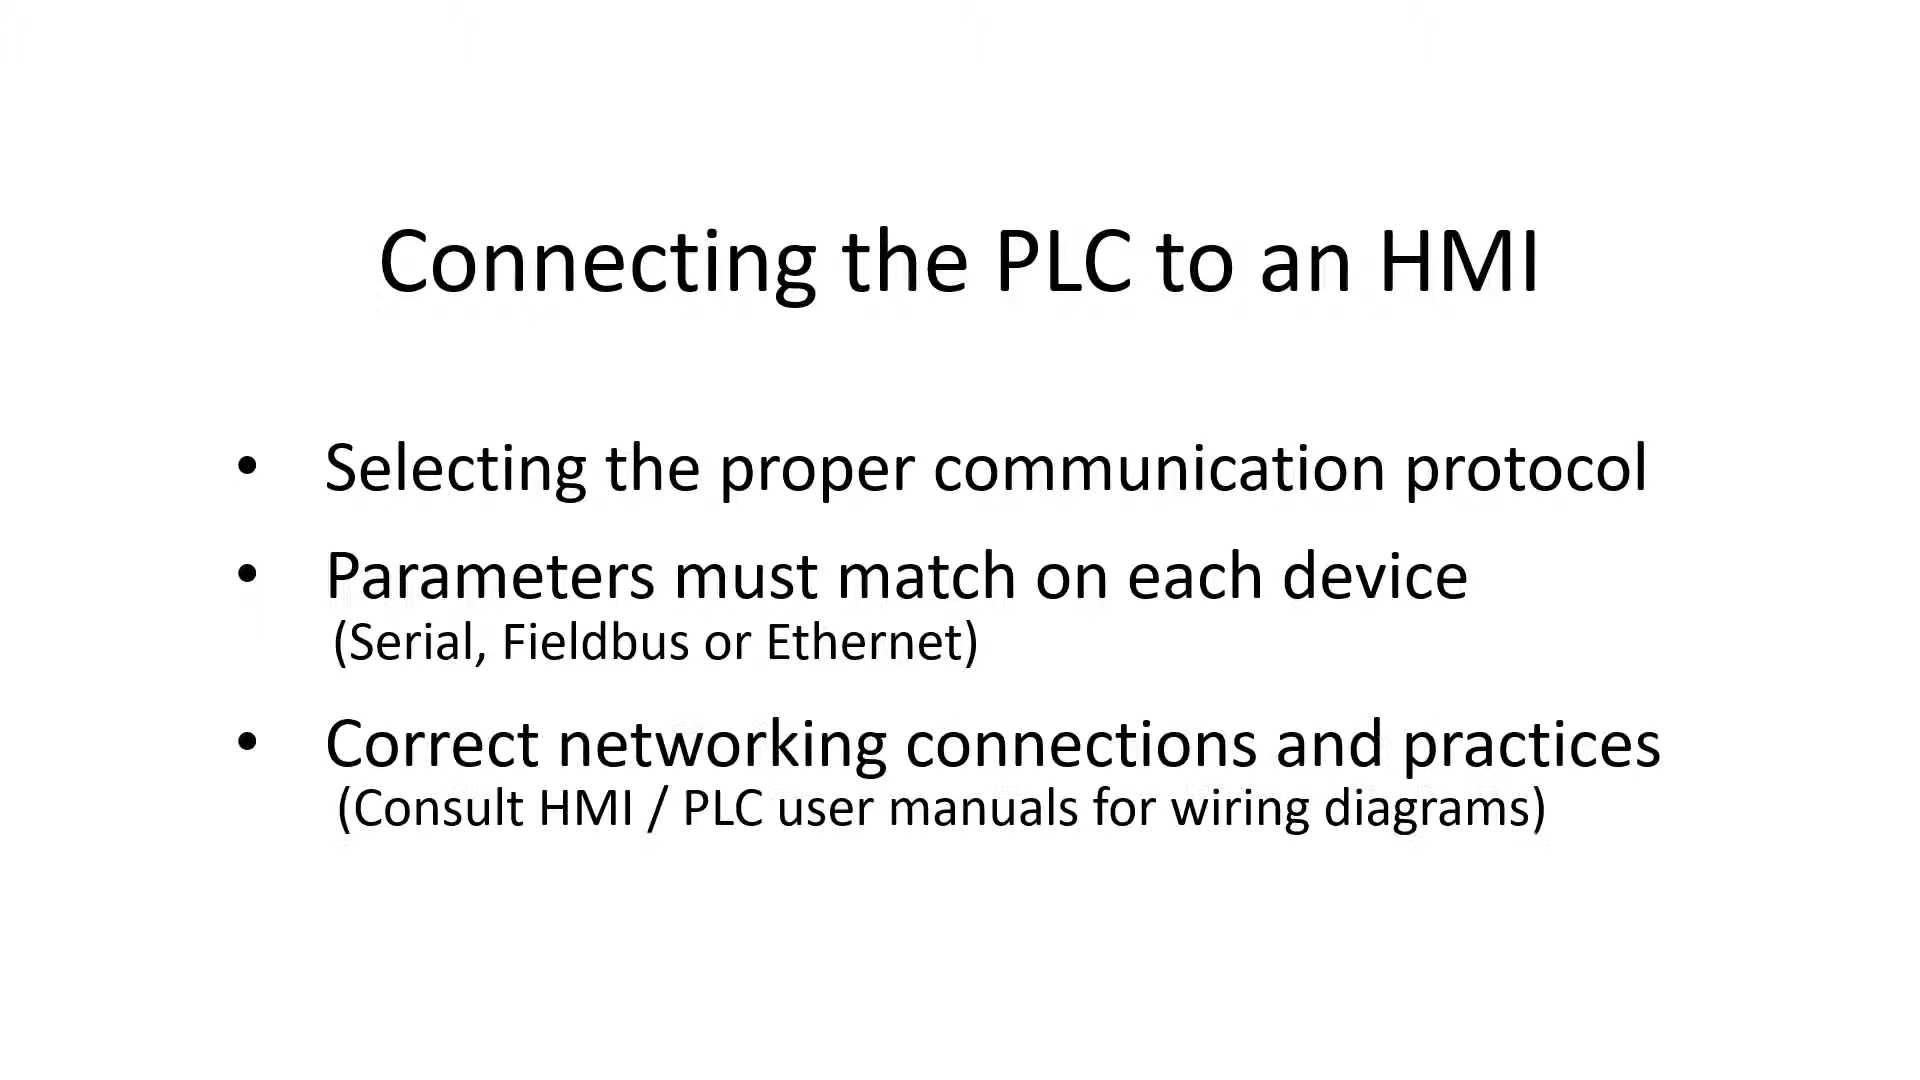 Connecting the PLC to an HMI
• Selecting the proper communication protocol
• Parameters must match on each device
(Serial, Fieldbus or Ethernet)
• Correct networking connections and practices
(Consult HMI / PLC user manuals for wiring diagrams)